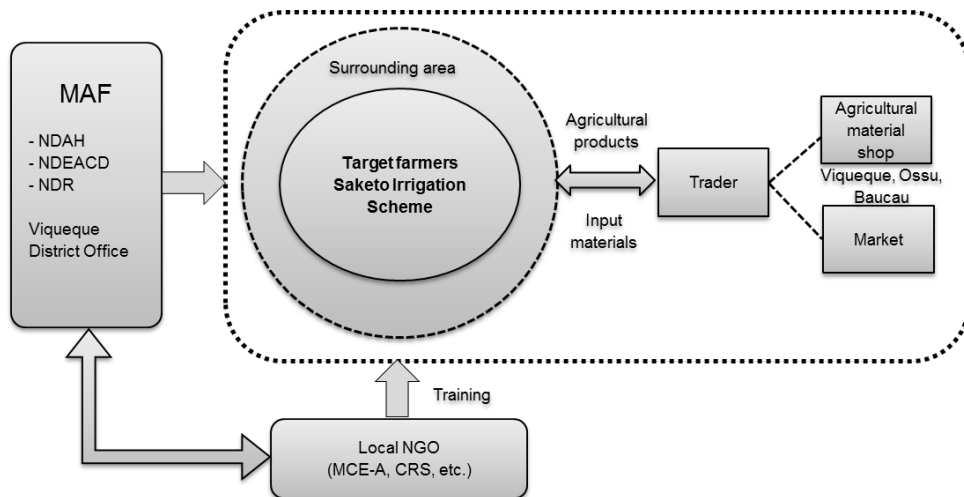 MAF
- NDAH
- NDEACD
- NDR
Viqueque
District Office
Surrounding area
Target farmers
Saketo Irrigation
Scheme
Agricultural
products
Input
materials
Trader
Agricultural
material
shop
Viqueque, Ossu,
Baucau
Market
Training
Local NGO
(MCE-A, CRS, etc.)